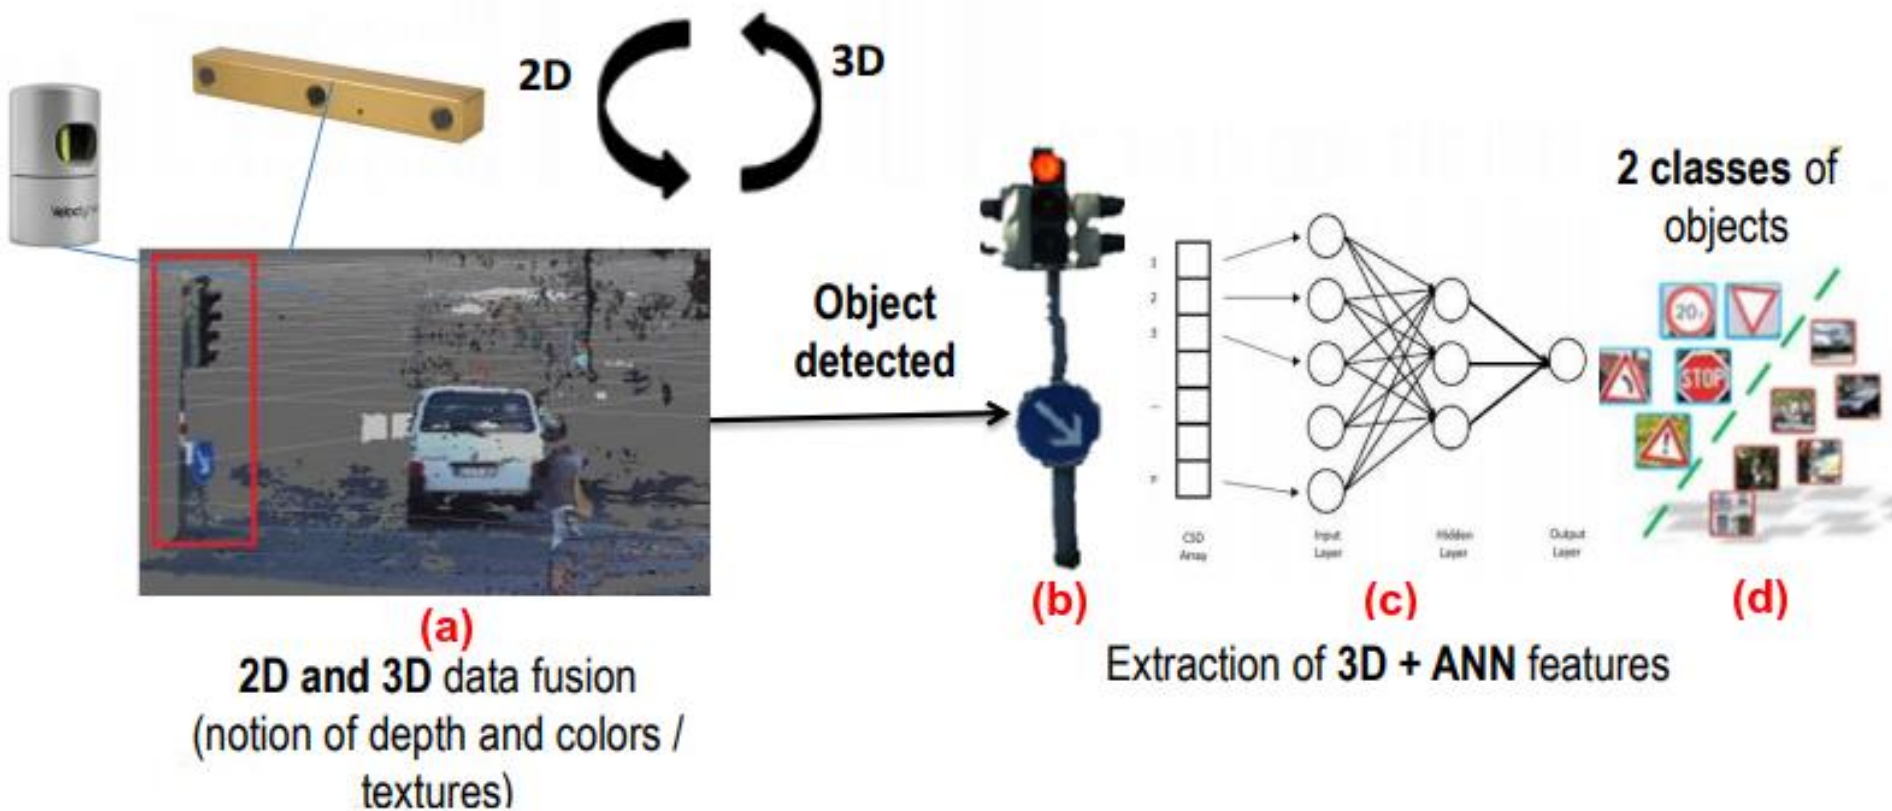 2D
3D
Velodyne
Object
detected
2 classes of
objects
20
STOP
1
2
3
CSD
Array
Input
Layer
Hidden
Layer
Output
Layer
(a)
(b)
(c)
(d)
2D and 3D data fusion
(notion of depth and colors /
textures)
Extraction of 3D + ANN features